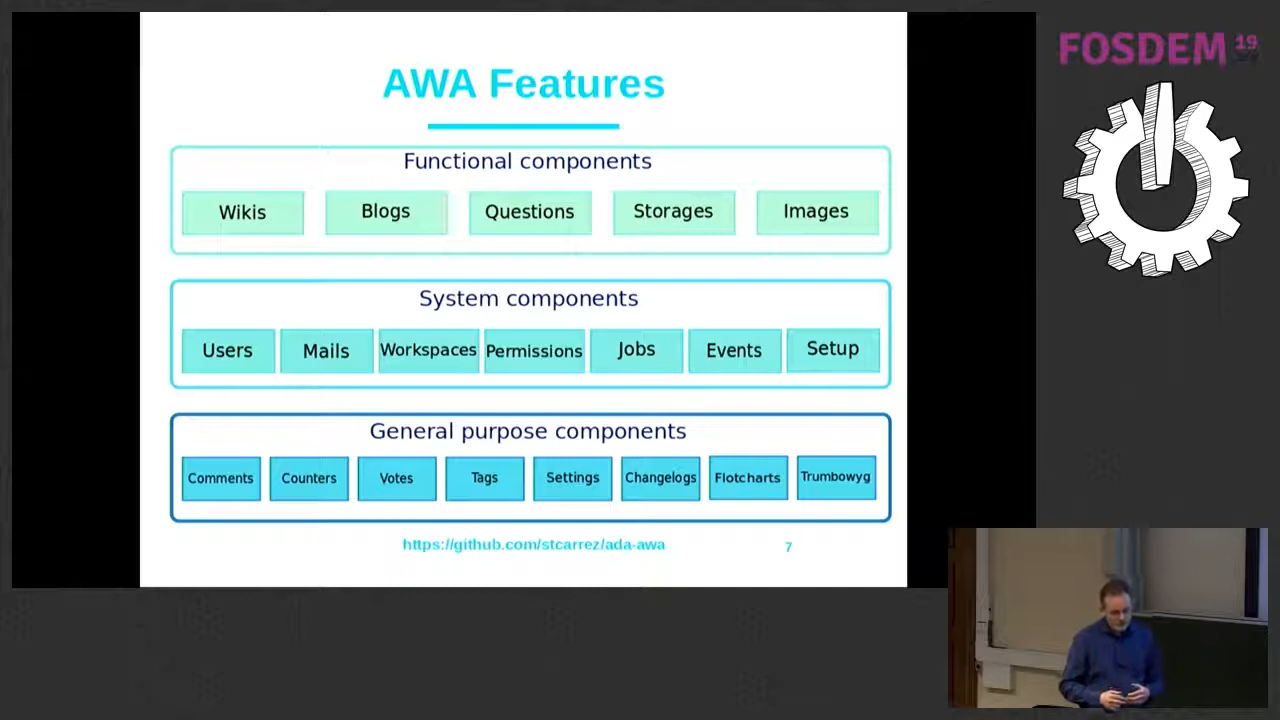 AWA Features
Functional components
Wikis Blogs Questions Storages Images
System components
Users Mails Workspaces Permissions Jobs Events Setup
General purpose components
Comments Counters Votes Tags Settings Changelogs Flotcharts Trumbowyg
https://github.com/stcarrez/ada-awa 7
FOSDEM 19